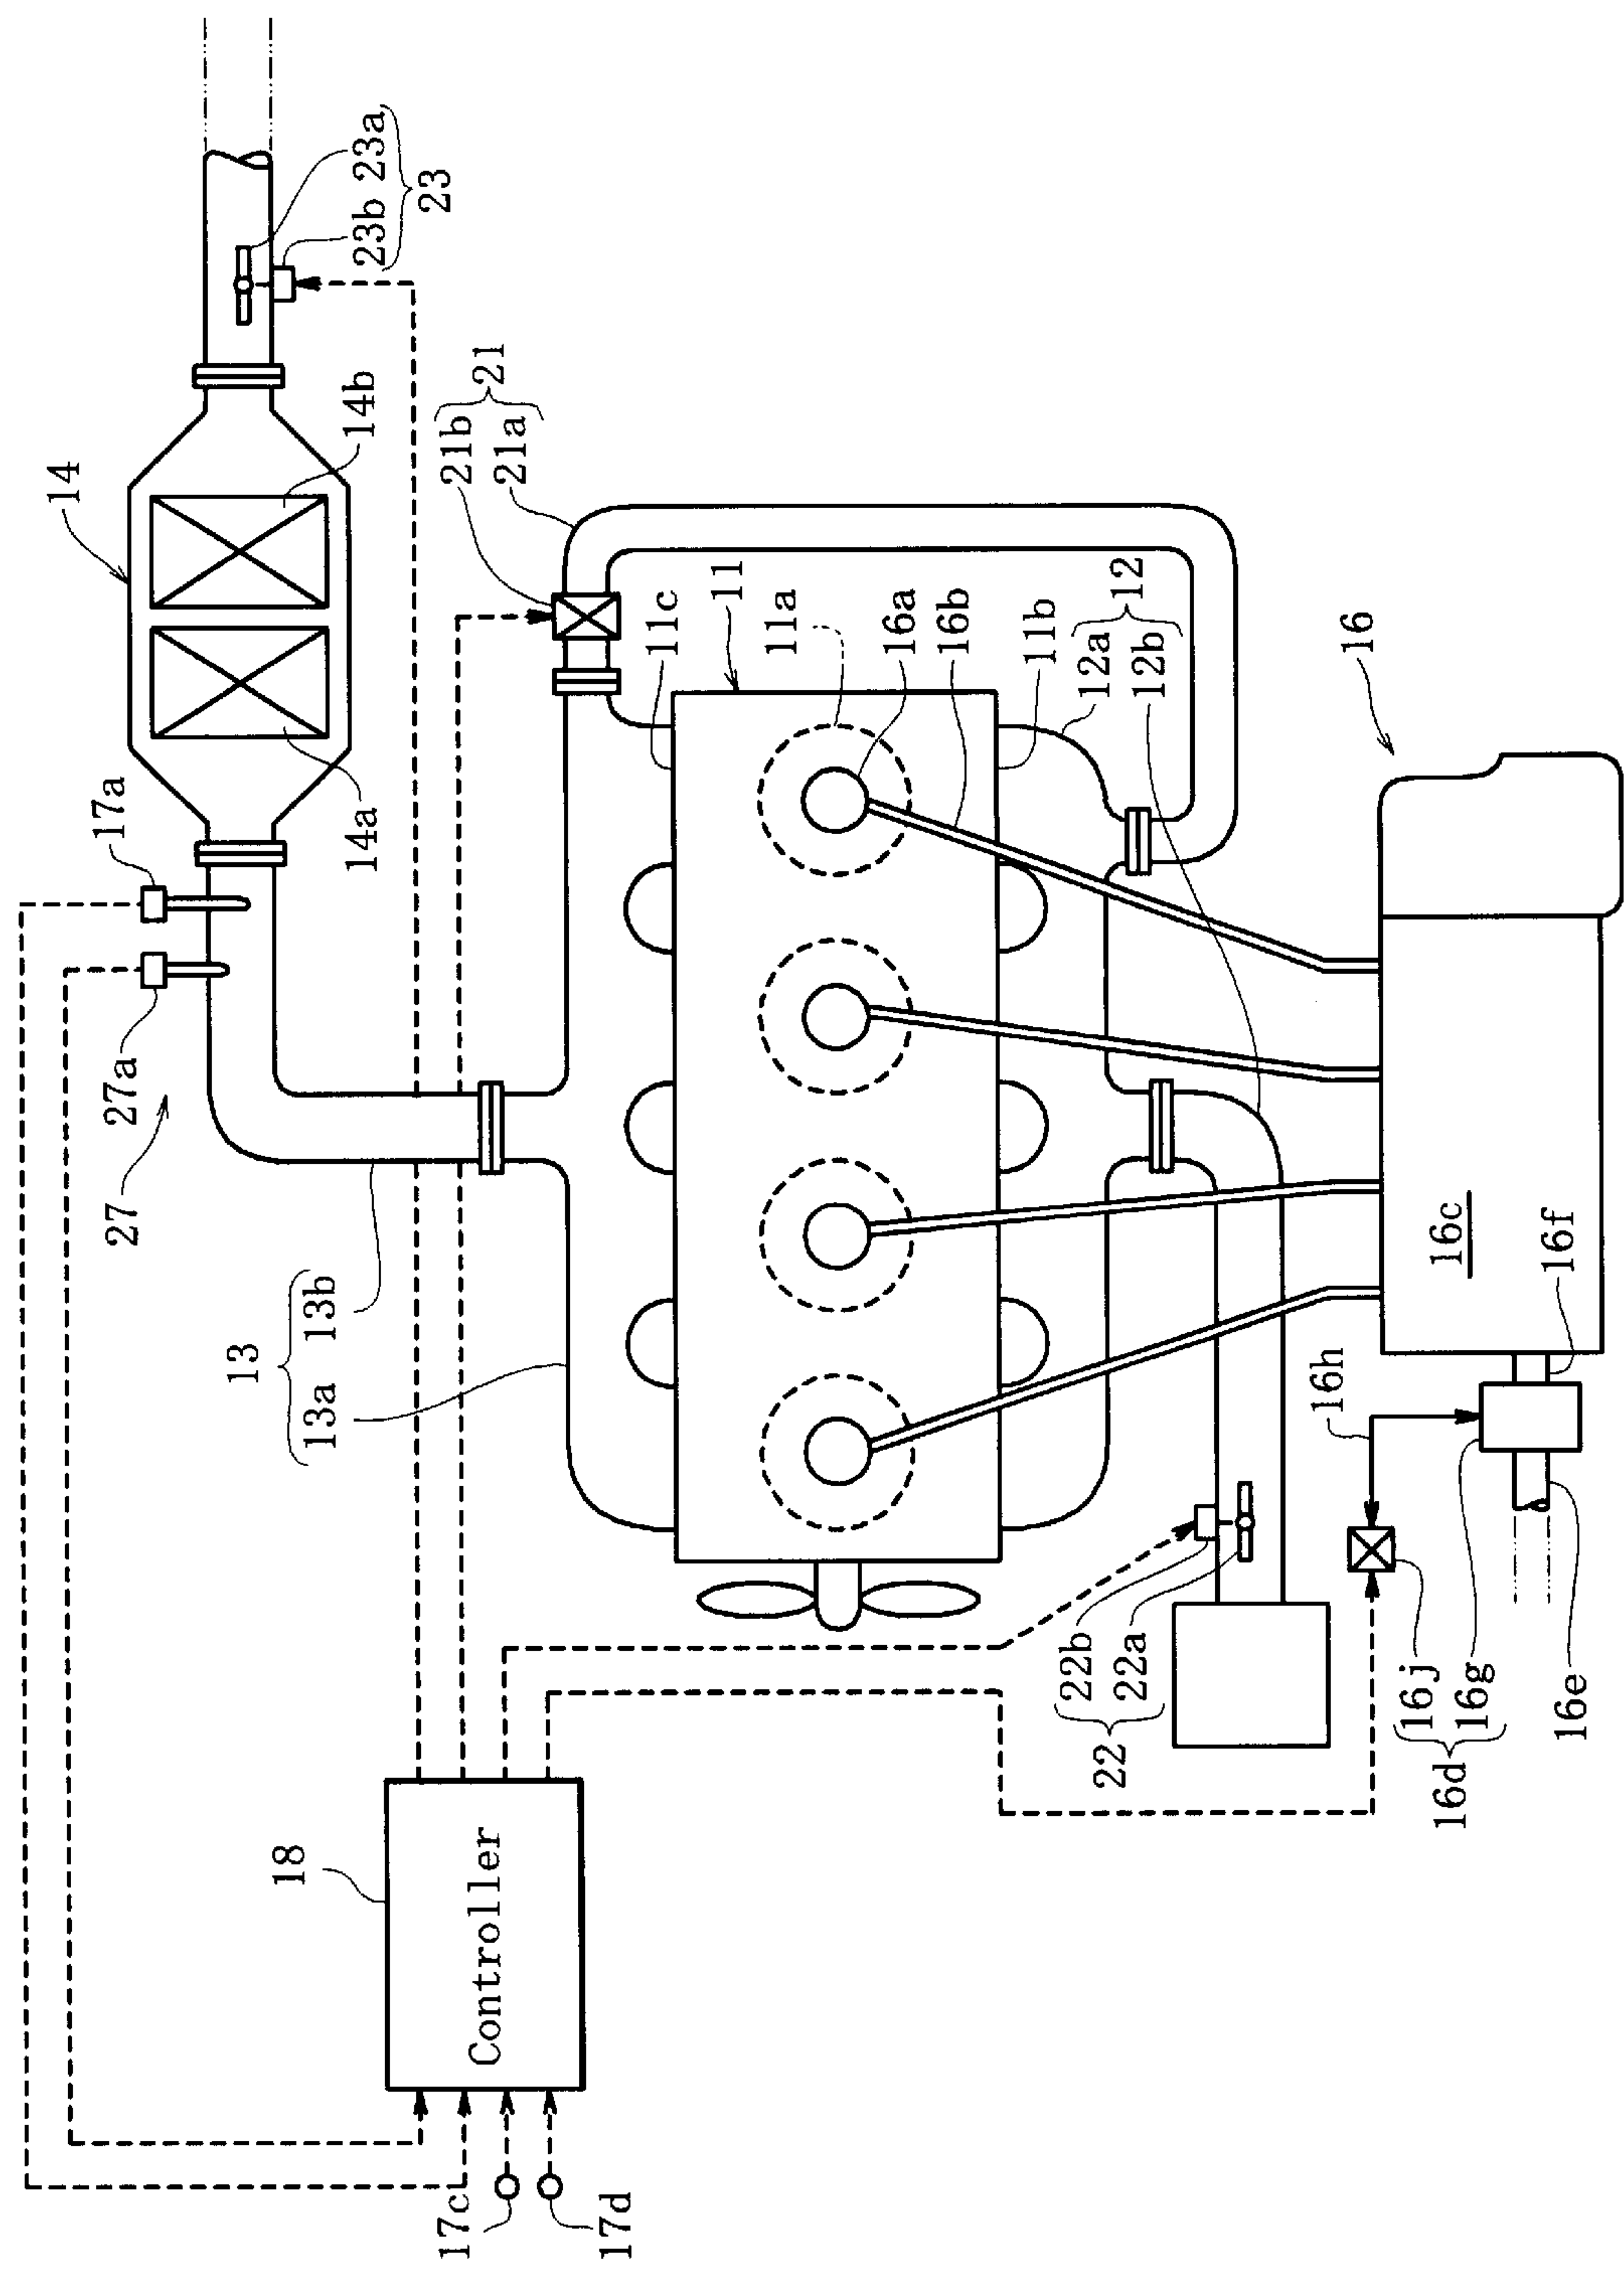 14
17a
27a
27
14a
14b
23b 23a
23
13
13a 13b
21b
21a
21
11c
11
11a
16a
16b
11b
12a
12b
12
16
18
Controller
17c
17d
22b
22a
22
16h
16c
16f
16j
16g
16d
16e